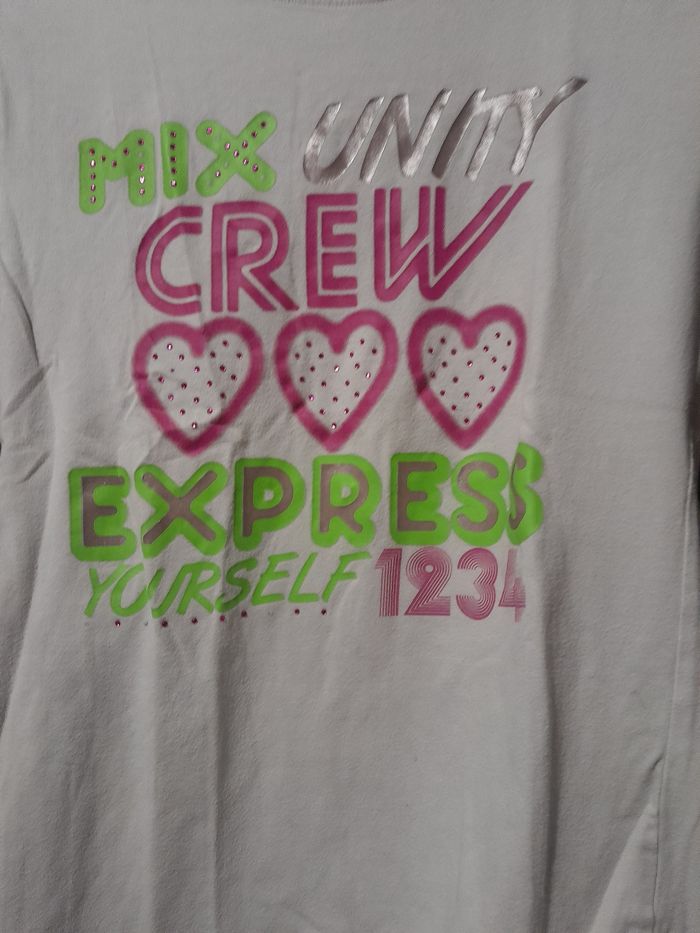 MIX UNITY
CREW
EXPRESS
YOURSELF 1234